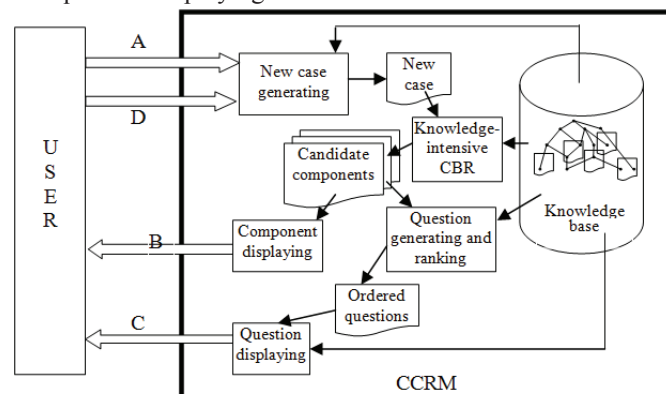 A
New case
generating
New
case
D
Knowledge-
intensive CBR
U
S
E
R
Candidate
components
Knowledge
base
Component
displaying
B
Question
generating and
ranking
Ordered
questions
C
Question
displaying
CCRM